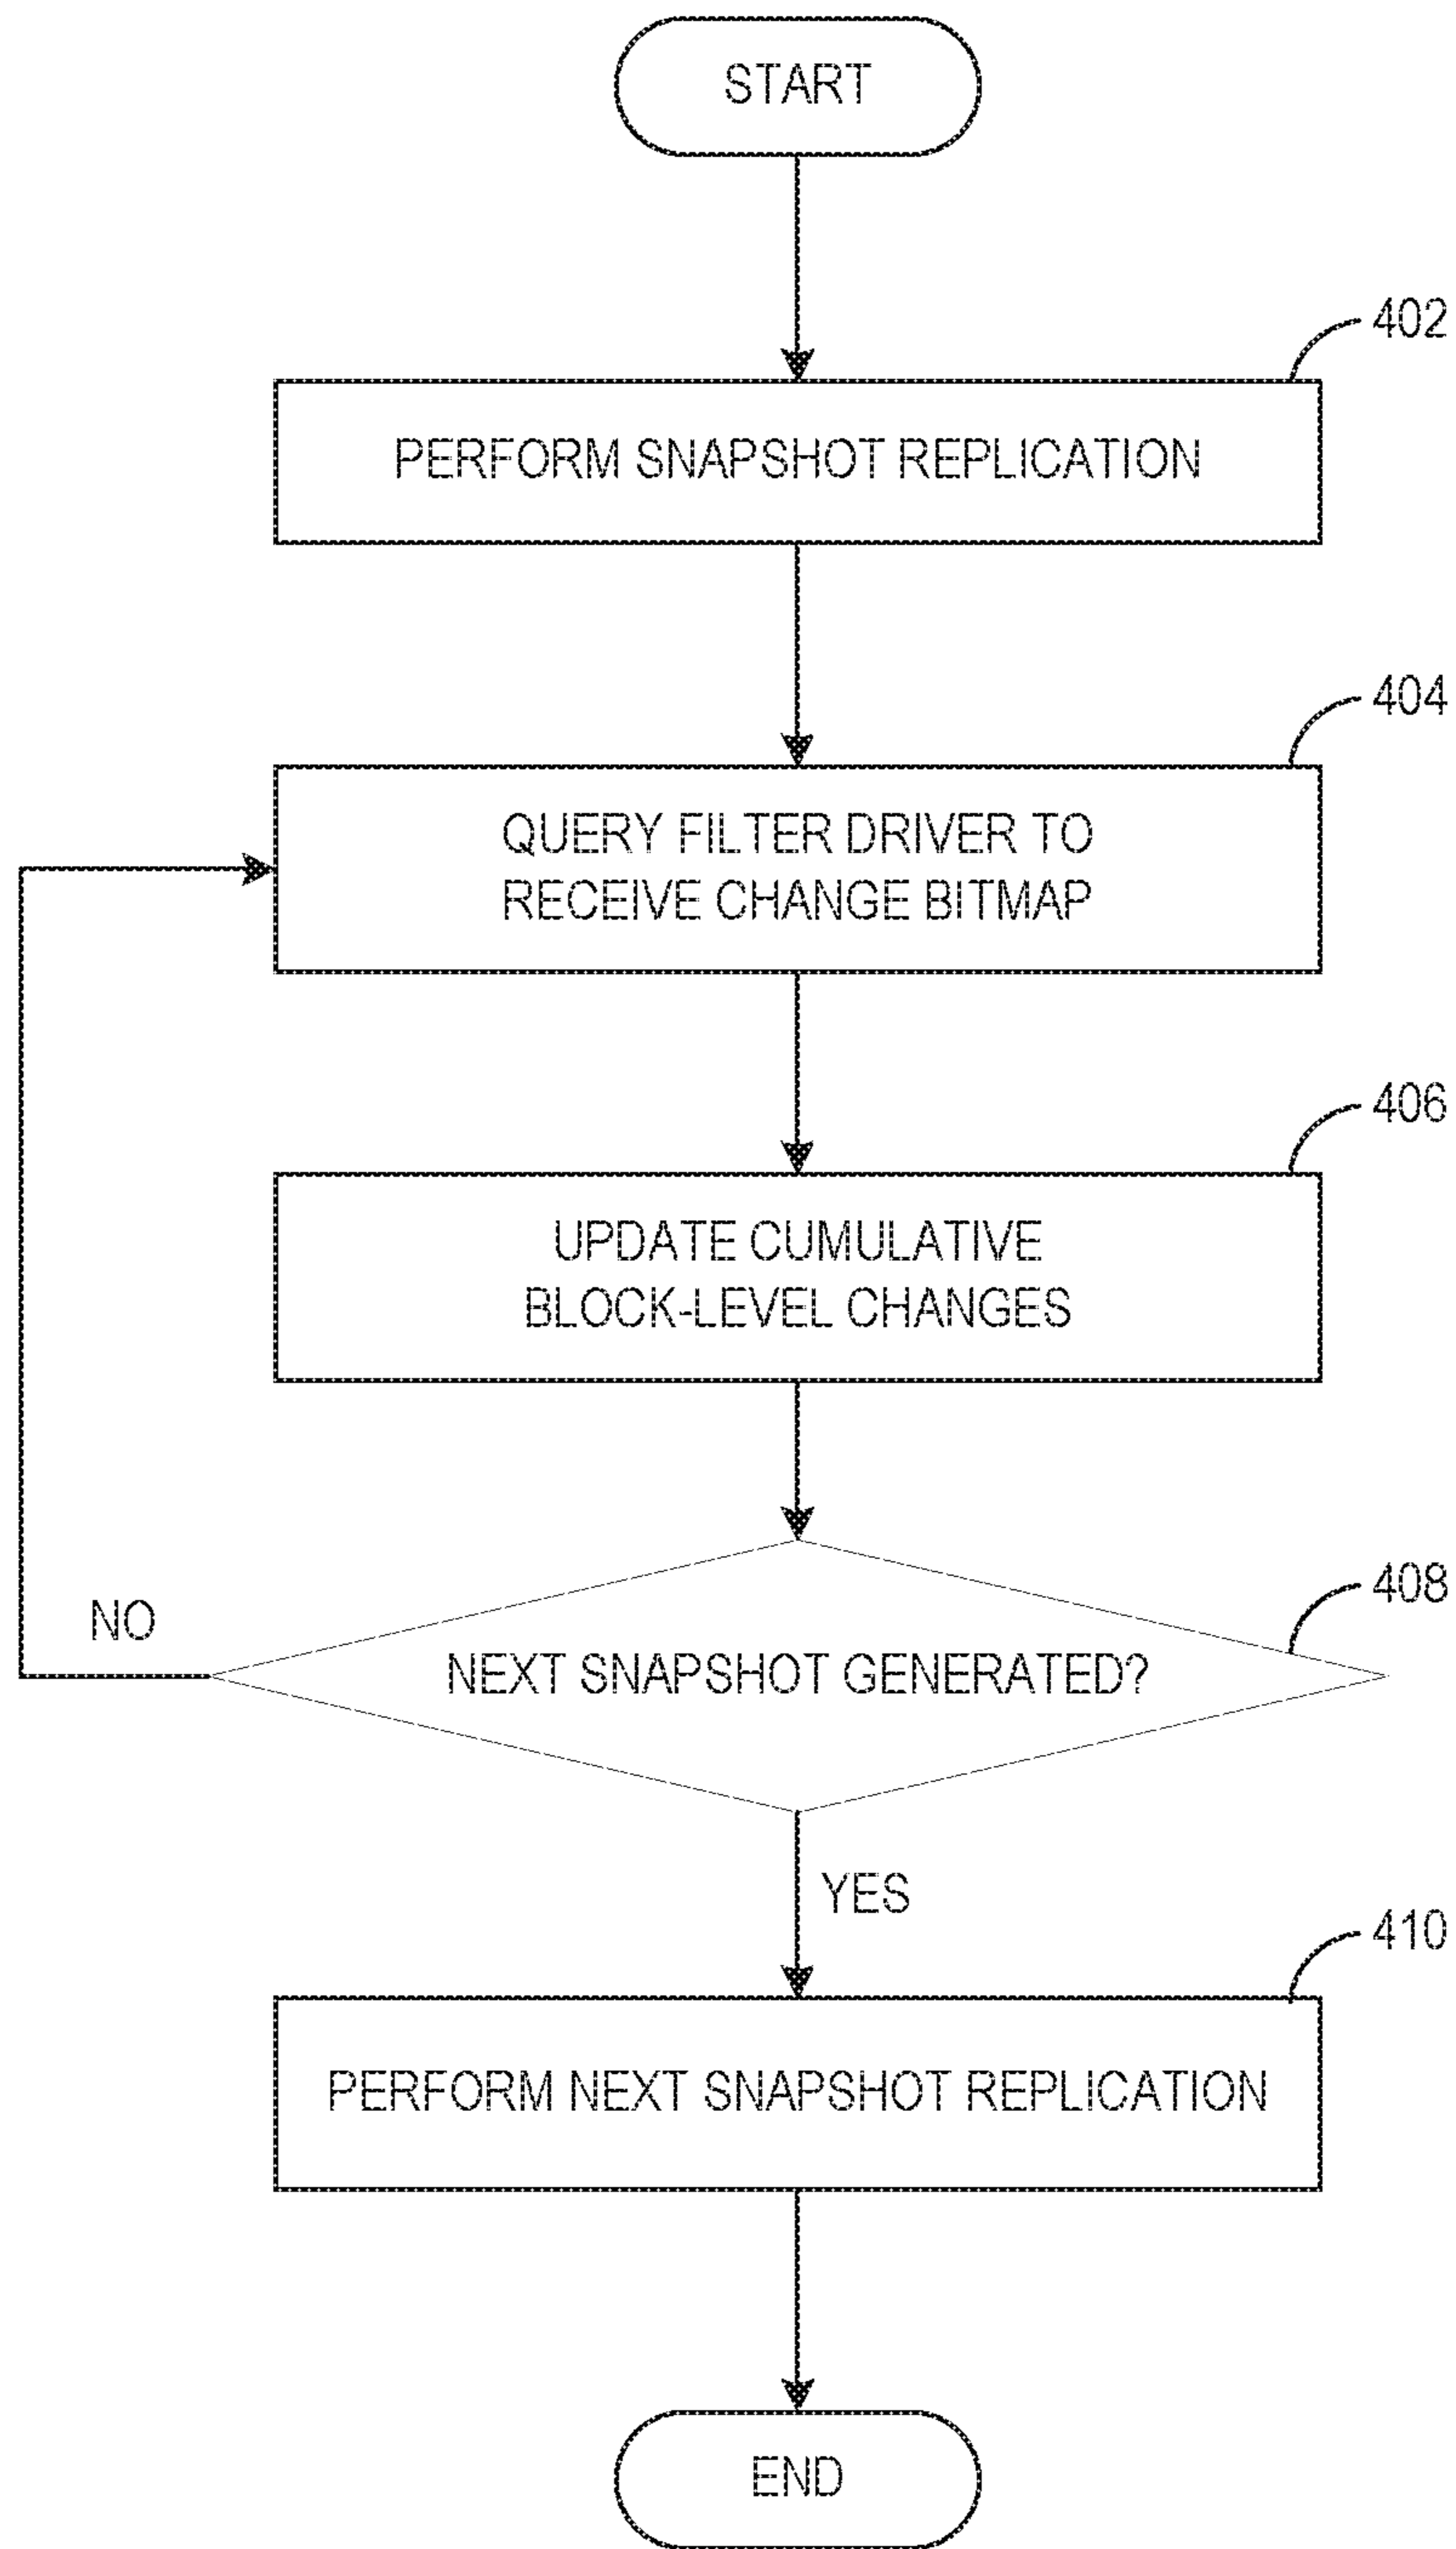 START
402
PERFORM SNAPSHOT REPLICATION
404
QUERY FILTER DRIVER TO
RECEIVE CHANGE BITMAP
406
UPDATE CUMULATIVE
BLOCK-LEVEL CHANGES
408
NO
NEXT SNAPSHOT GENERATED?
YES
410
PERFORM NEXT SNAPSHOT REPLICATION
END